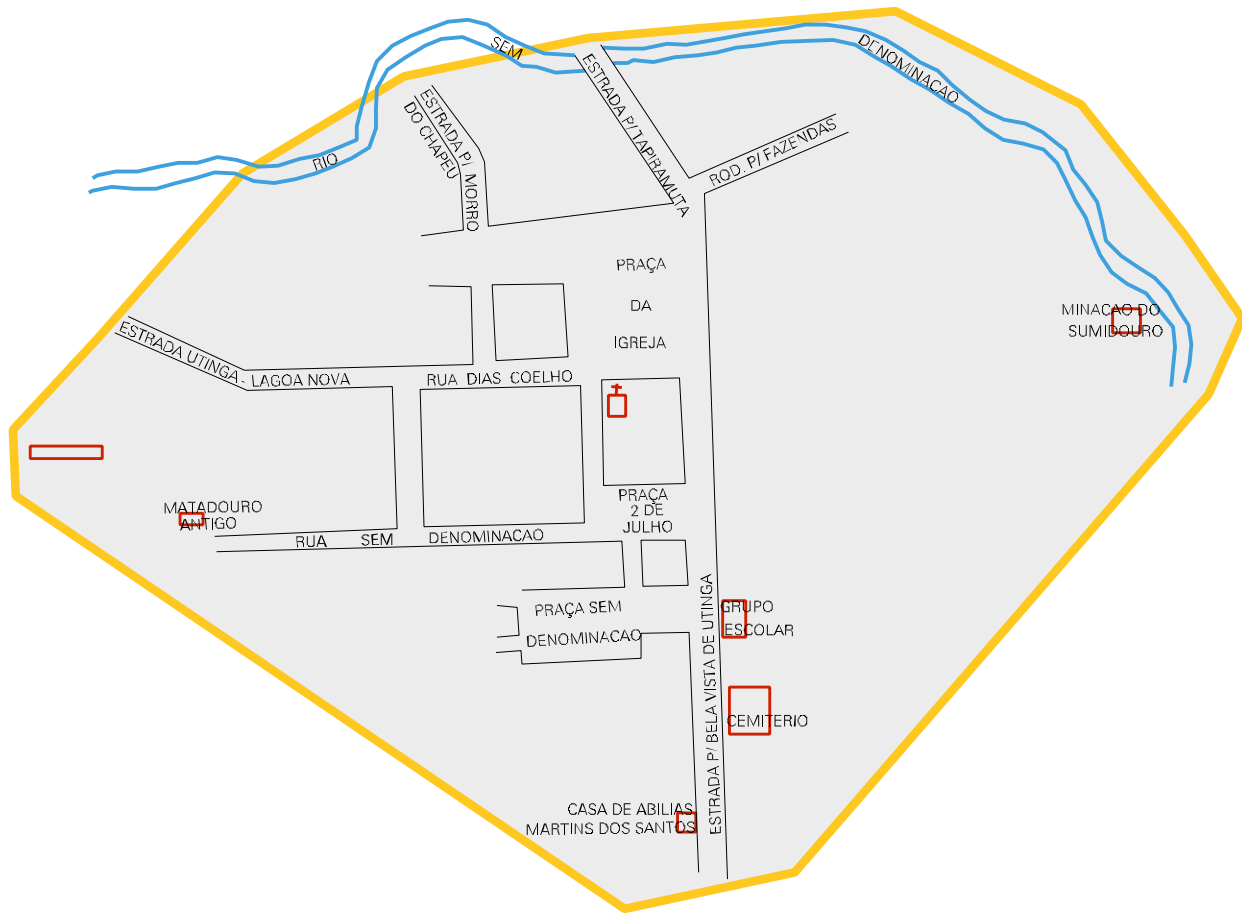 SEM
DENOMINACAO
RIO
ESTRADA P/ MORRO
DO CHAPEU
ESTRADA P/ TAPIRAMUTA
ROD. P/ FAZENDAS
PRAÇA
DA
IGREJA
MINACAO DO
SUMIDOURO
ESTRADA UTINGA - LAGOA NOVA
RUA DIAS COELHO
MATADOURO
ANTIGO
PRAÇA
2 DE
JULHO
RUA SEM DENOMINACAO
PRAÇA SEM
DENOMINACAO
GRUPO
ESCOLAR
ESTRADA P/ BELA VISTA DE UTINGA
CEMITERIO
CASA DE ABILIAS
MARTINS DOS SANTOS